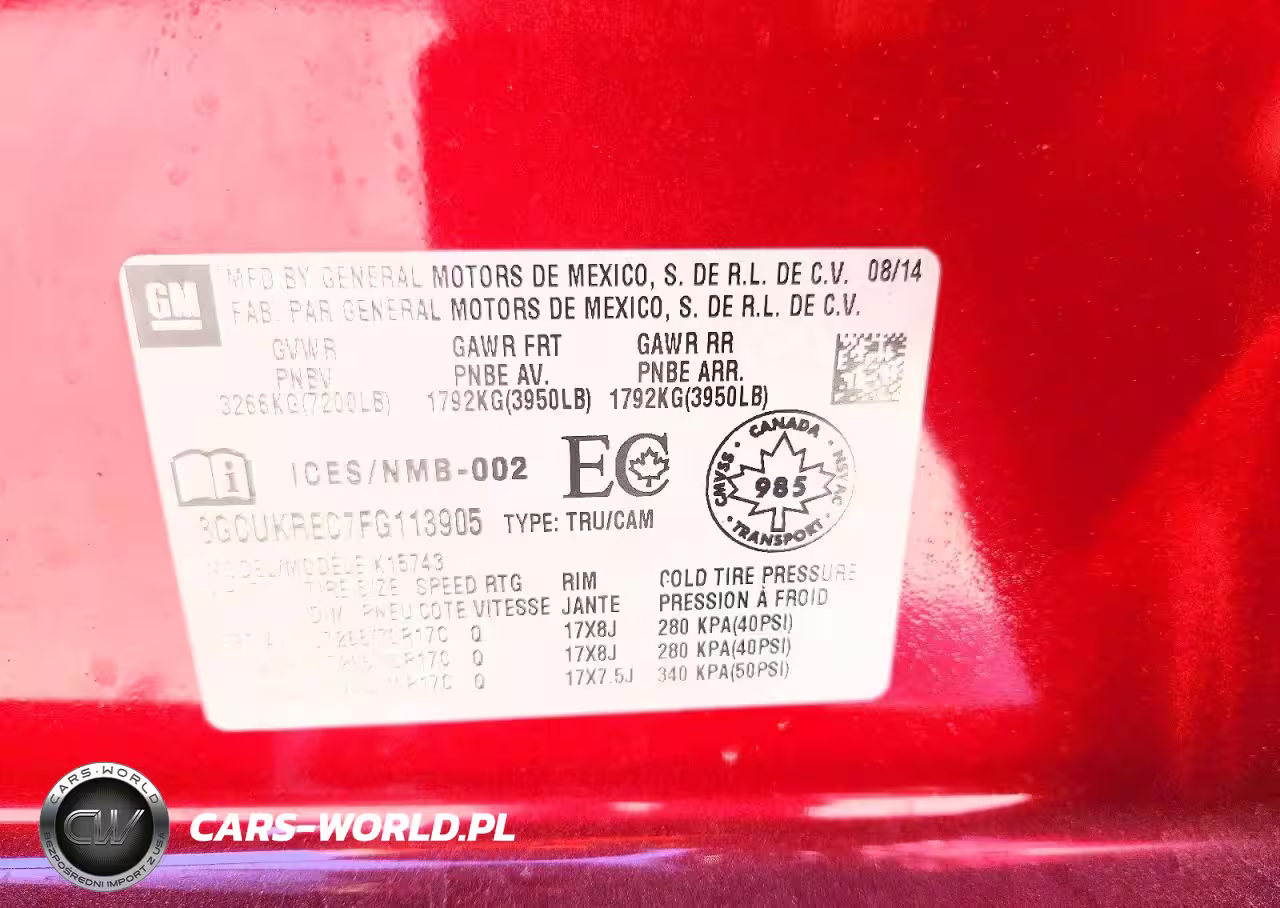 GM
MFD BY GENERAL MOTORS DE MEXICO, S. DE R.L. DE C.V. 08/14
FAB. PAR GENERAL MOTORS DE MEXICO, S. DE R.L. DE C.V.
GVWR GAWR FRT GAWR RR
PNBV PNBE AV. PNBE ARR.
3266KG(7200LB) 1792KG(3950LB) 1792KG(3950LB)
ICES/NMB-002 EC
CANADA NSVAC TRANSPORT CMVSS 985
3GCUKREC7FG113905 TYPE: TRU/CAM
MODEL/MODELE K15743
TIRE SIZE SPEED RTG RIM COLD TIRE PRESSURE
DIM. PNEU COTE VITESSE JANTE PRESSION À FROID
Q 17X8J 280 KPA(40PSI)
Q 17X8J 280 KPA(40PSI)
Q 17X7.5J 340 KPA(50PSI)
CARS-WORLD
CW
BEZPOŚREDNI IMPORT Z USA
CARS-WORLD.PL